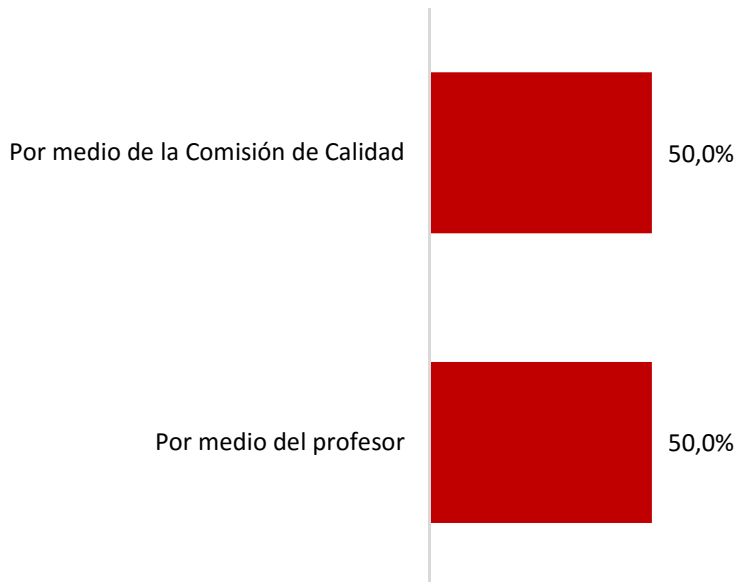 Por medio de la Comisión de Calidad
50,0%
Por medio del profesor
50,0%